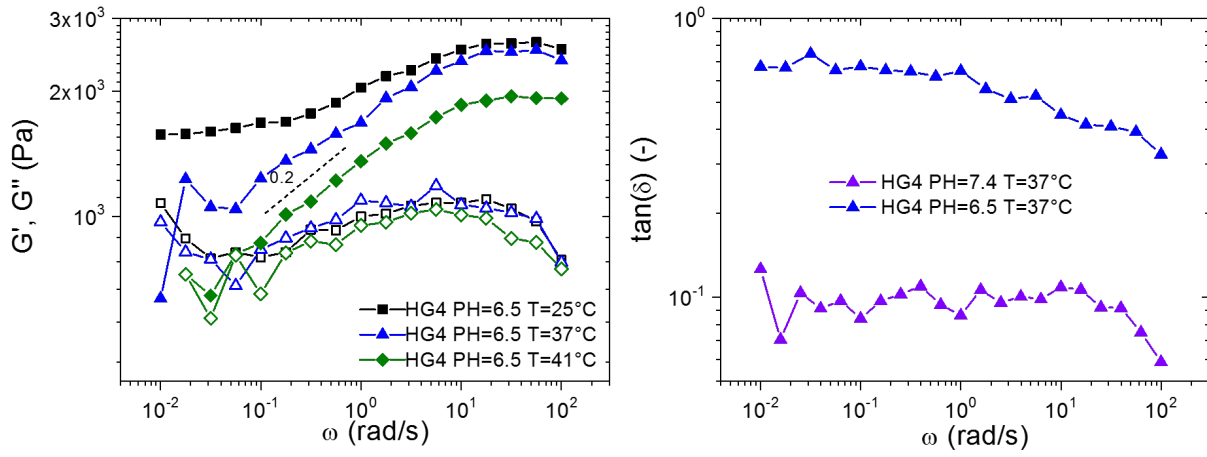 G', G" (Pa)
3x10³
2x10³
10³
0.2
HG4 PH=6.5 T=25°C
HG4 PH=6.5 T=37°C
HG4 PH=6.5 T=41°C
10⁻² 10⁻¹ 10⁰ 10¹ 10²
ω (rad/s)
tan(δ) (-)
10⁰
10⁻¹
HG4 PH=7.4 T=37°C
HG4 PH=6.5 T=37°C
10⁻² 10⁻¹ 10⁰ 10¹ 10²
ω (rad/s)